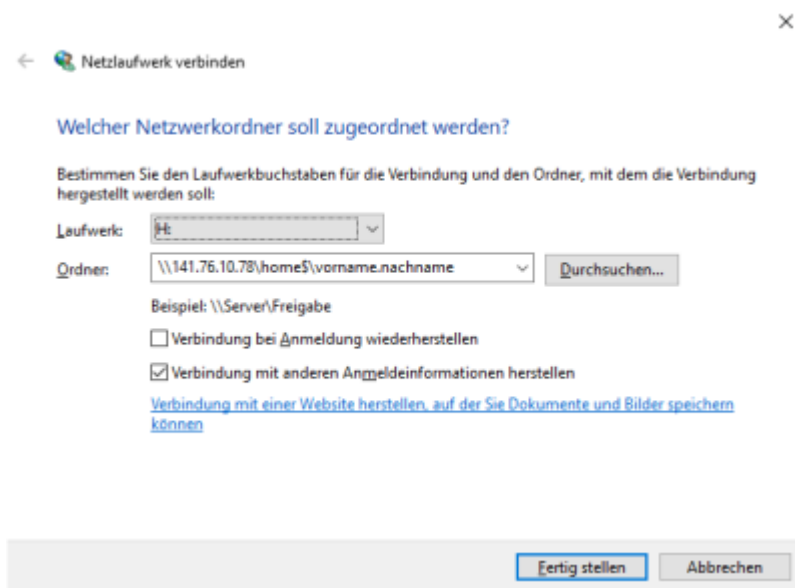 Netzlaufwerk verbinden
Welcher Netzwerkordner soll zugeordnet werden?
Bestimmen Sie den Laufwerkbuchstaben für die Verbindung und den Ordner, mit dem die Verbindung
hergestellt werden soll:
Laufwerk: H:
Ordner: \\141.76.10.78\home$\vorname.nachname Durchsuchen...
Beispiel: \\Server\Freigabe
Verbindung bei Anmeldung wiederherstellen
Verbindung mit anderen Anmeldeinformationen herstellen
Verbindung mit einer Website herstellen, auf der Sie Dokumente und Bilder speichern
können
Fertig stellen Abbrechen